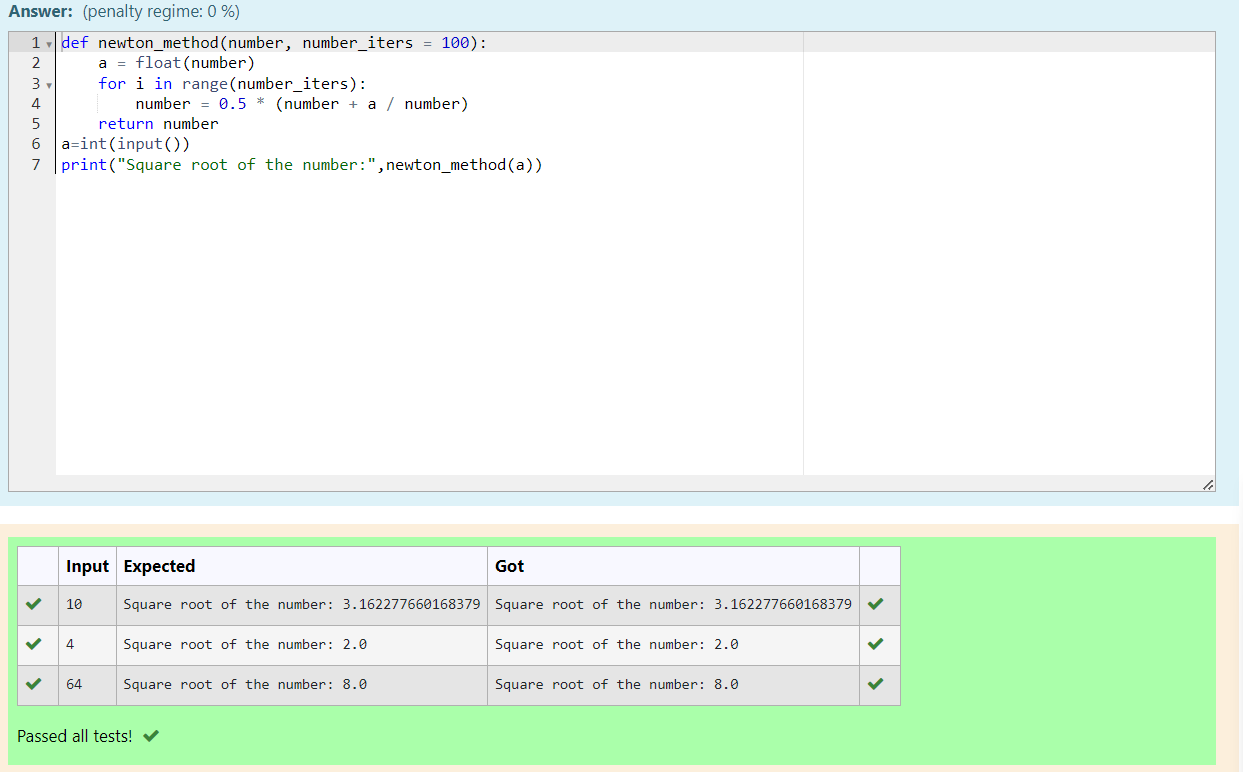 Answer: (penalty regime: 0 %)
1 def newton_method(number, number_iters = 100):
2     a = float(number)
3     for i in range(number_iters):
4         number = 0.5 * (number + a / number)
5     return number
6 a=int(input())
7 print("Square root of the number:",newton_method(a))
Input Expected Got
10 Square root of the number: 3.162277660168379 Square root of the number: 3.162277660168379
4 Square root of the number: 2.0 Square root of the number: 2.0
64 Square root of the number: 8.0 Square root of the number: 8.0
Passed all tests!